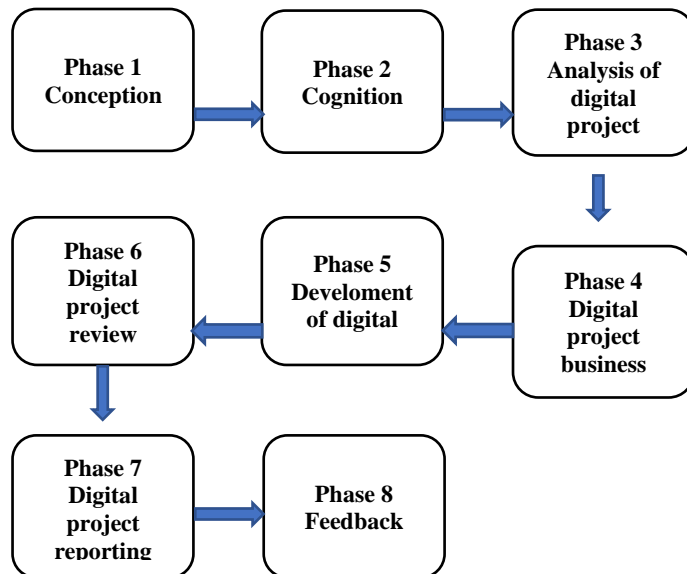 Phase 1
Conception
Phase 2
Cognition
Phase 3
Analysis of
digital
project
Phase 4
Digital
project
business
Phase 5
Develoment
of digital
Phase 6
Digital
project
review
Phase 7
Digital
project
reporting
Phase 8
Feedback